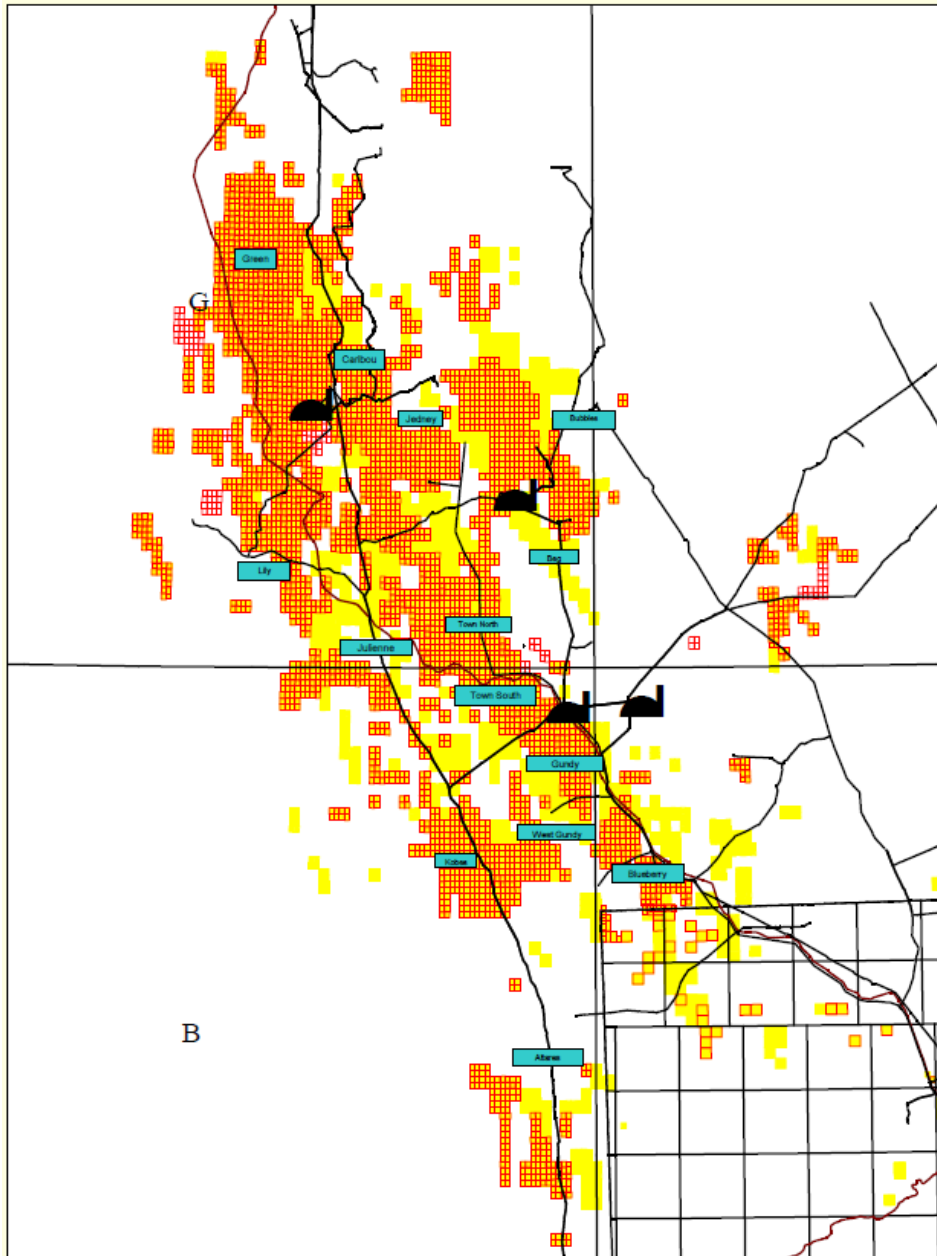 Green
G
Caribou
Jedney
Bubbles
Beg
Lily
Town North
Julienne
Town South
Gundy
West Gundy
Kobes
Blueberry
B
Altares